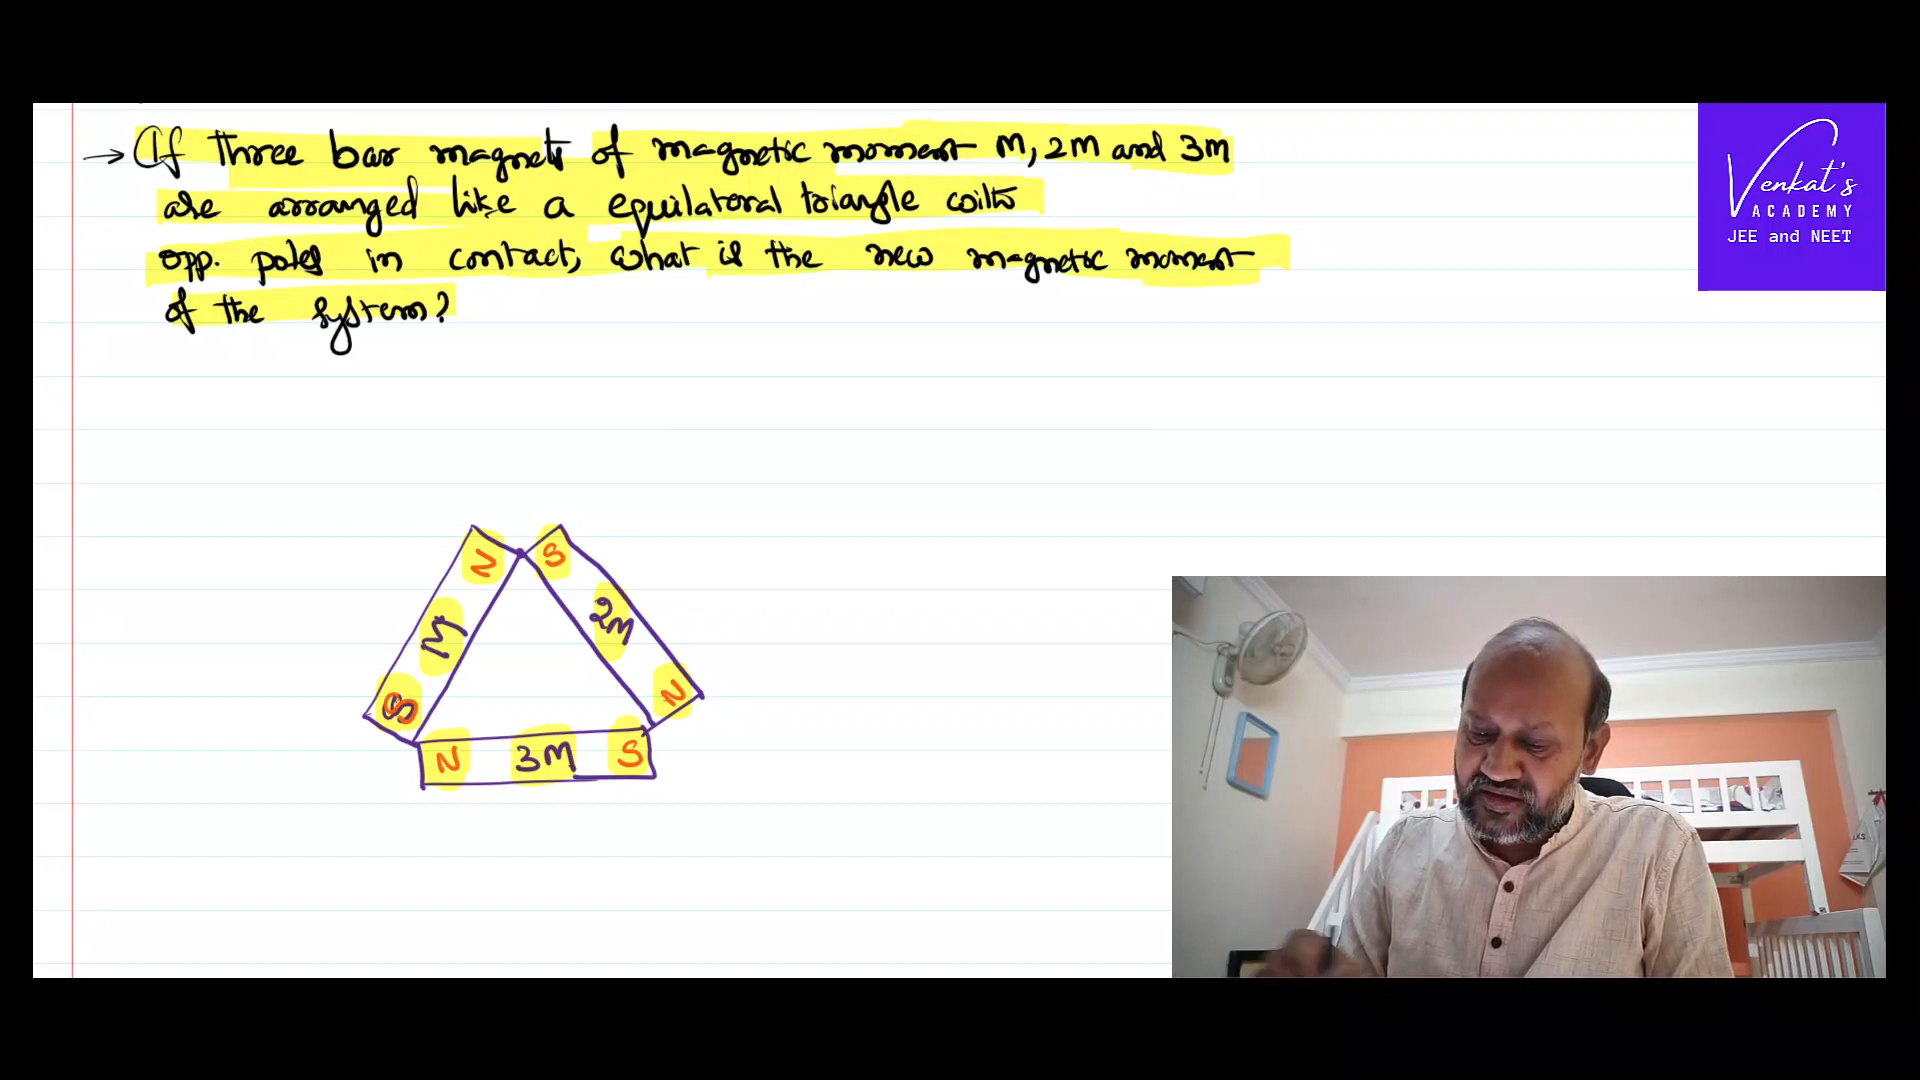 → If three bar magnets of magnetic moment M, 2M and 3M
are arranged like a equilateral triangle with
opp. poles in contact, what is the new magnetic moment
of the system?
Venkat's
ACADEMY
JEE and NEET
N S
M 2M
S N
N 3M S